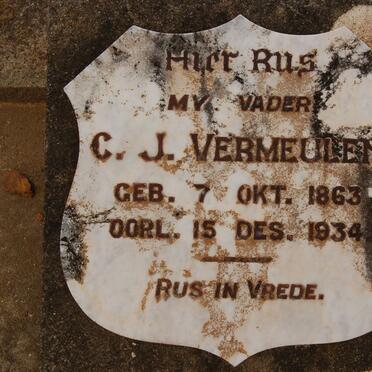 Hier Rus
MY VADER
C. J. VERMEULEN
GEB. 7 OKT. 1863
OORL. 15 DES. 1934.
RUS IN VREDE.